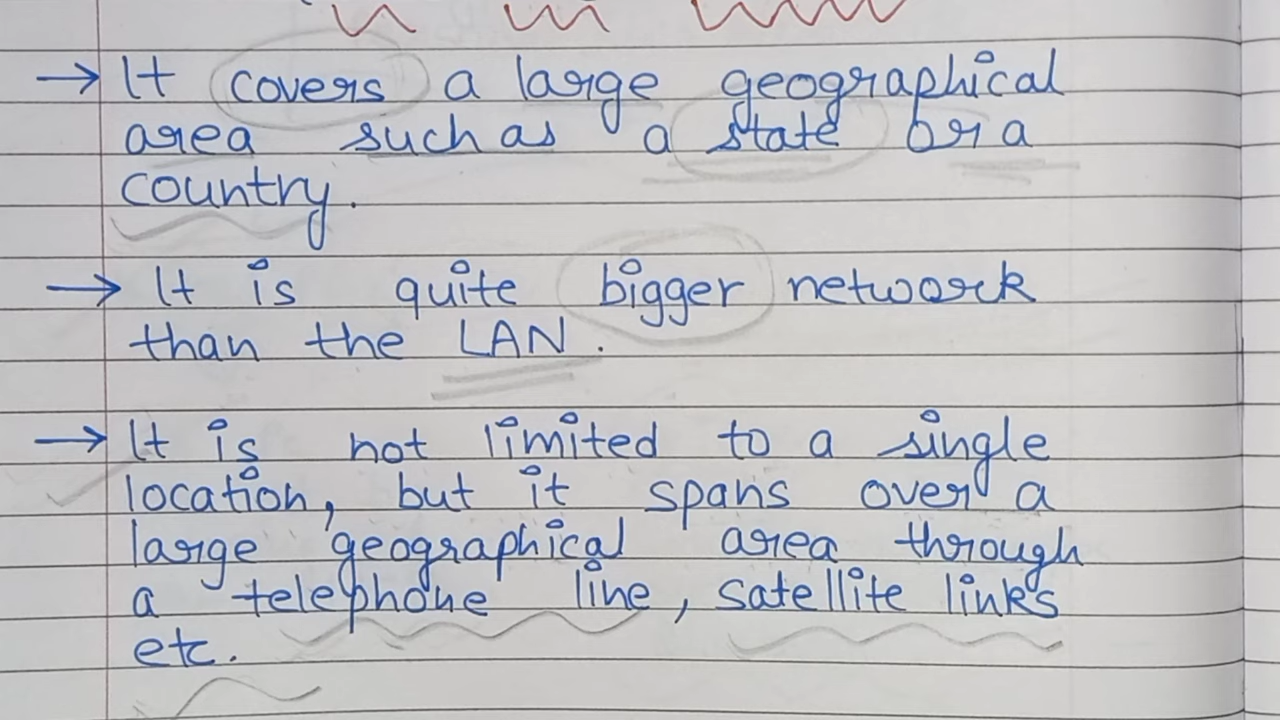 → It covers a large geographical
area such as a state or a
country.
→ It is quite bigger network
than the LAN.
→ It is not limited to a single
location, but it spans over a
large geographical area through
a telephone line, satellite links
etc.